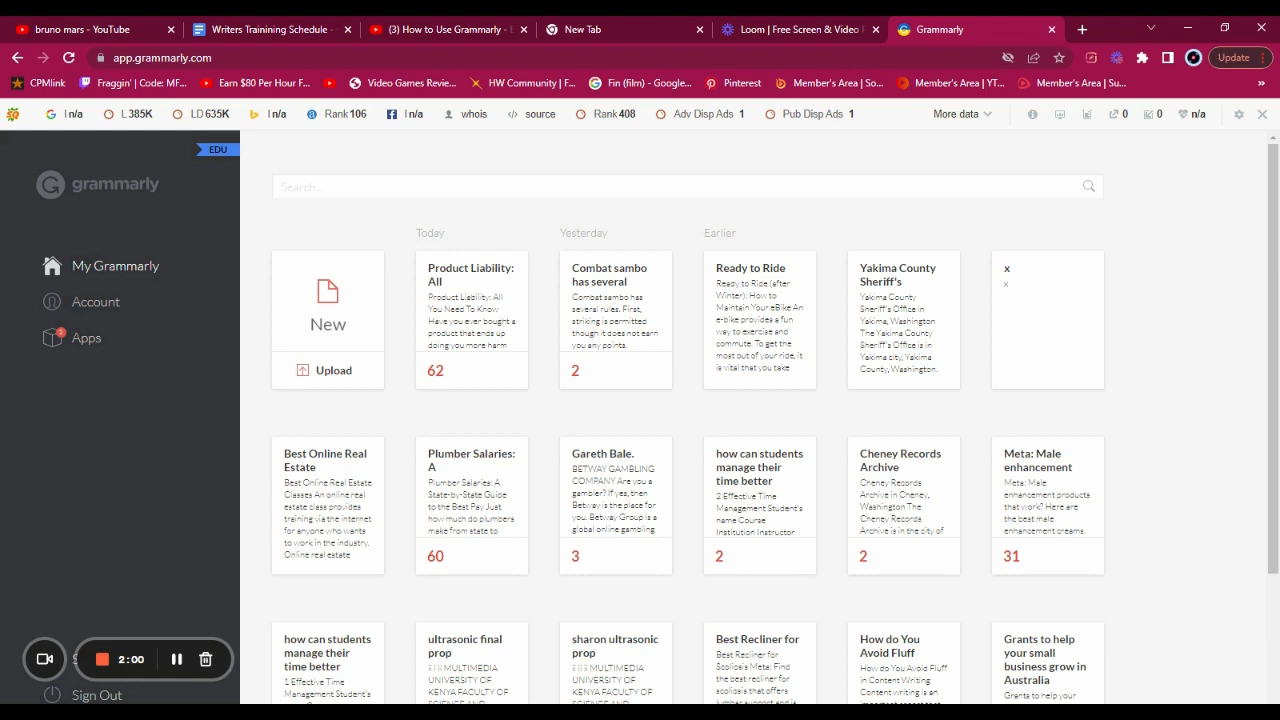 bruno mars - YouTube
Writers Trainining Schedule -
(3) How to Use Grammarly -
New Tab
Loom | Free Screen & Video
Grammarly
app.grammarly.com
Update
CPMlink
Fraggin' | Code: MF...
Earn $80 Per Hour F...
Video Games Revie...
HW Community | F...
Fin (film) - Google...
Pinterest
Member's Area | So...
Member's Area | YT...
Member's Area | Su...
I n/a
L 385K
LD 635K
I n/a
Rank 106
I n/a
whois
source
Rank 408
Adv Disp Ads 1
Pub Disp Ads 1
More data
0
0
n/a
EDU
grammarly
My Grammarly
Account
Apps
Sign Out
2:00
Search...
Today
Yesterday
Earlier
New
Upload
Product Liability:
All
Product Liability: All
You Need To Know
Have you ever bought a
product that ends up
doing you more harm
62
Combat sambo
has several
Combat sambo has
several rules. First,
striking is permitted
though it does not earn
you any points.
2
Ready to Ride
Ready to Ride (after
Winter): How to
Maintain Your eBike An
e-bike provides a fun
way to exercise and
commute. To get the
most out of your ride, it
is vital that you take
Yakima County
Sheriff's
Yakima County
Sheriff's Office in
Yakima, Washington
The Yakima County
Sheriff's Office is in
Yakima city, Yakima
County, Washington.
x
x
Best Online Real
Estate
Best Online Real Estate
Classes An online real
estate class provides
training via the internet
for anyone who wants
to work in the industry.
Online real estate
Plumber Salaries:
A
Plumber Salaries: A
State-by-State Guide
to the Best Pay Just
how much do plumbers
make from state to
60
Gareth Bale.
BETWAY GAMBLING
COMPANY Are you a
gambler? If yes, then
Betway is the place for
you. Betway Group is a
global online gambling
3
how can students
manage their
time better
2 Effective Time
Management Student's
name Course
Institution Instructor
2
Cheney Records
Archive
Cheney Records
Archive in Cheney,
Washington The
Cheney Records
Archive is in the city of
2
Meta: Male
enhancement
Meta: Male
enhancement products
that work? Here are
the best male
enhancement creams.
31
how can students
manage their
time better
1 Effective Time
Management Student's
ultrasonic final
prop
MULTIMEDIA
UNIVERSITY OF
KENYA FACULTY OF
sharon ultrasonic
prop
MULTIMEDIA
UNIVERSITY OF
KENYA FACULTY OF
Best Recliner for
Best Recliner for
Scoliosis Meta: Find
the best recliner for
scoliosis that offers
How do You
Avoid Fluff
How do You Avoid Fluff
in Content Writing
Content writing is an
Grants to help
your small
business grow in
Australia
Grants to help your